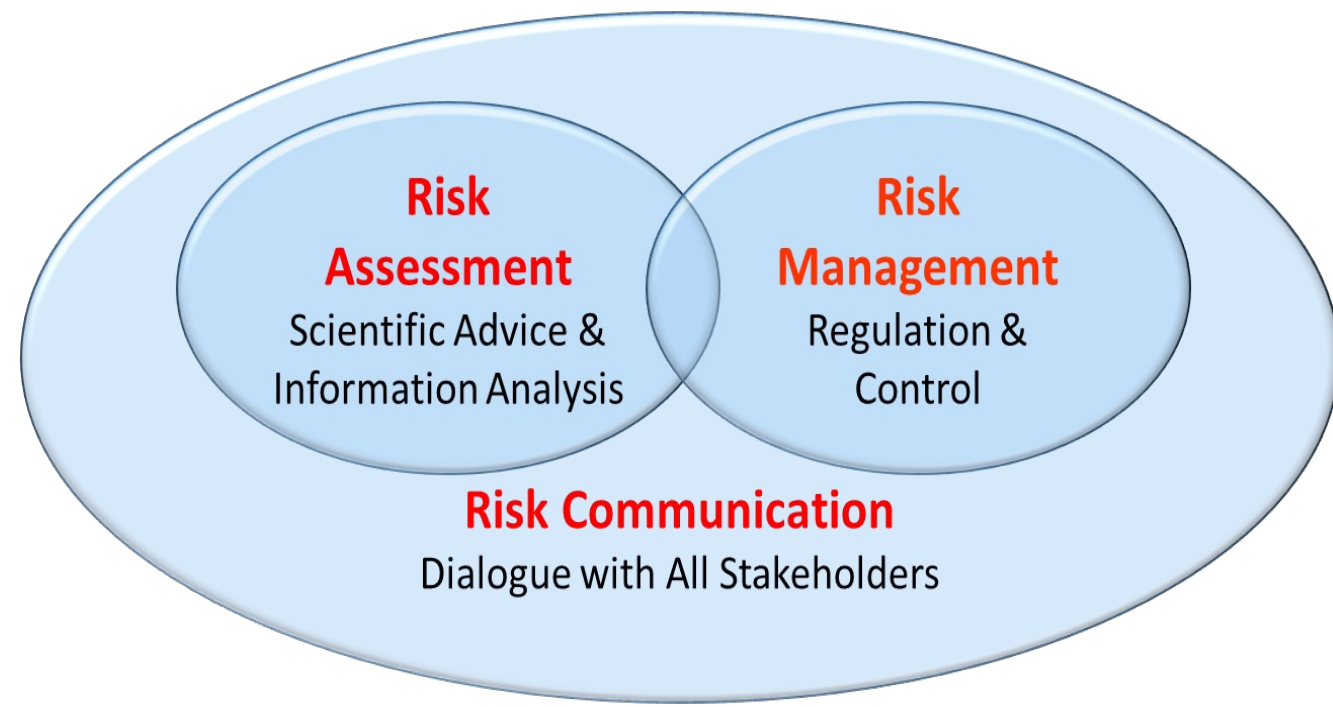 Risk
Assessment
Scientific Advice &
Information Analysis
Risk
Management
Regulation &
Control
Risk Communication
Dialogue with All Stakeholders